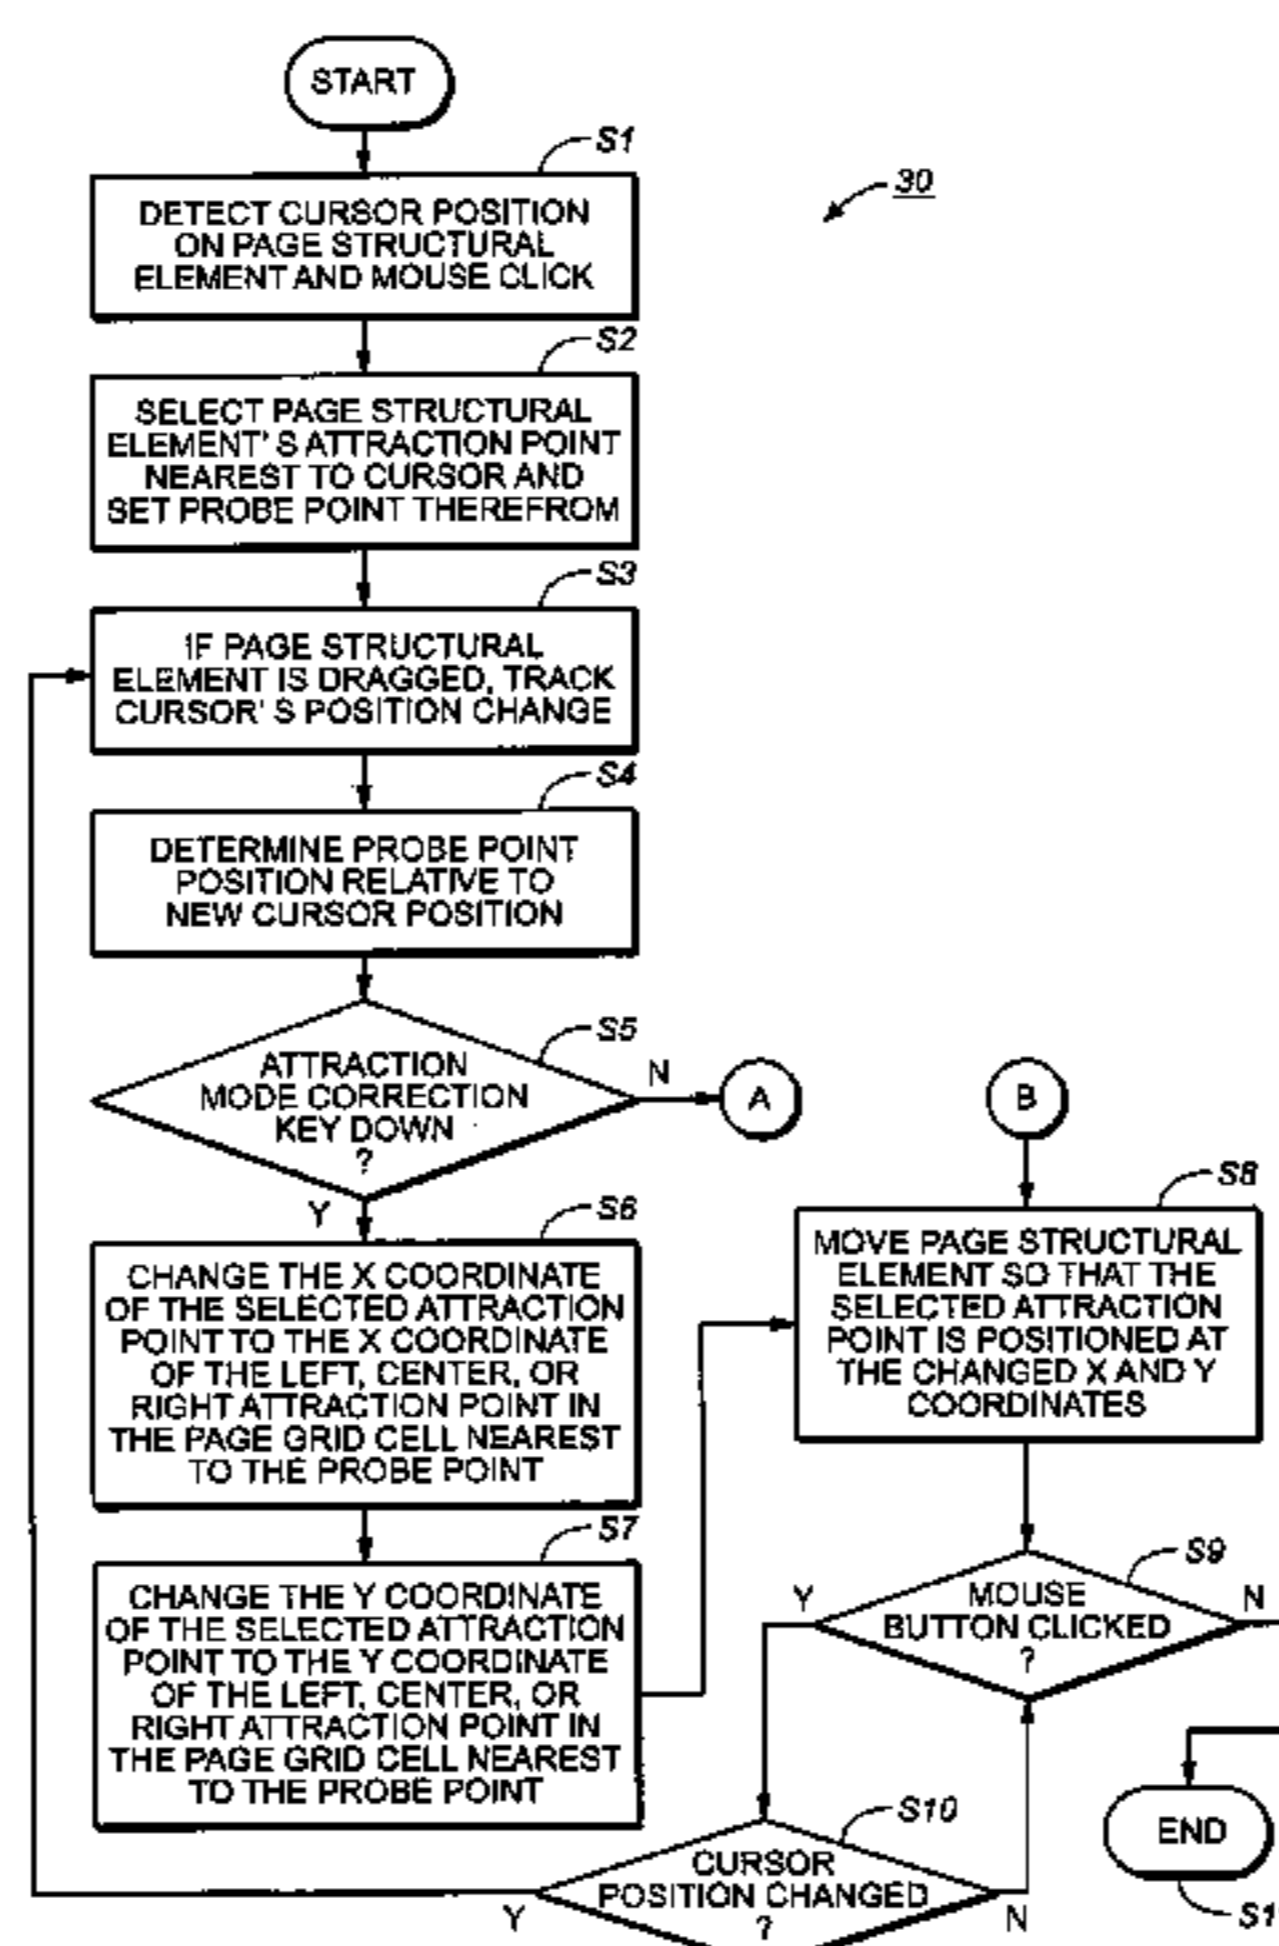 START
S1
30
DETECT CURSOR POSITION
ON PAGE STRUCTURAL
ELEMENT AND MOUSE CLICK
S2
SELECT PAGE STRUCTURAL
ELEMENT'S ATTRACTION POINT
NEAREST TO CURSOR AND
SET PROBE POINT THEREFROM
S3
IF PAGE STRUCTURAL
ELEMENT IS DRAGGED, TRACK
CURSOR'S POSITION CHANGE
S4
DETERMINE PROBE POINT
POSITION RELATIVE TO
NEW CURSOR POSITION
S5
ATTRACTION
MODE CORRECTION
KEY DOWN
?
N
A
Y
S6
CHANGE THE X COORDINATE
OF THE SELECTED ATTRACTION
POINT TO THE X COORDINATE
OF THE LEFT, CENTER, OR
RIGHT ATTRACTION POINT IN
THE PAGE GRID CELL NEAREST
TO THE PROBE POINT
S7
CHANGE THE Y COORDINATE
OF THE SELECTED ATTRACTION
POINT TO THE Y COORDINATE
OF THE LEFT, CENTER, OR
RIGHT ATTRACTION POINT IN
THE PAGE GRID CELL NEAREST
TO THE PROBE POINT
B
S8
MOVE PAGE STRUCTURAL
ELEMENT SO THAT THE
SELECTED ATTRACTION
POINT IS POSITIONED AT
THE CHANGED X AND Y
COORDINATES
S9
Y
MOUSE
BUTTON CLICKED
?
N
S10
CURSOR
POSITION CHANGED
?
Y
N
END